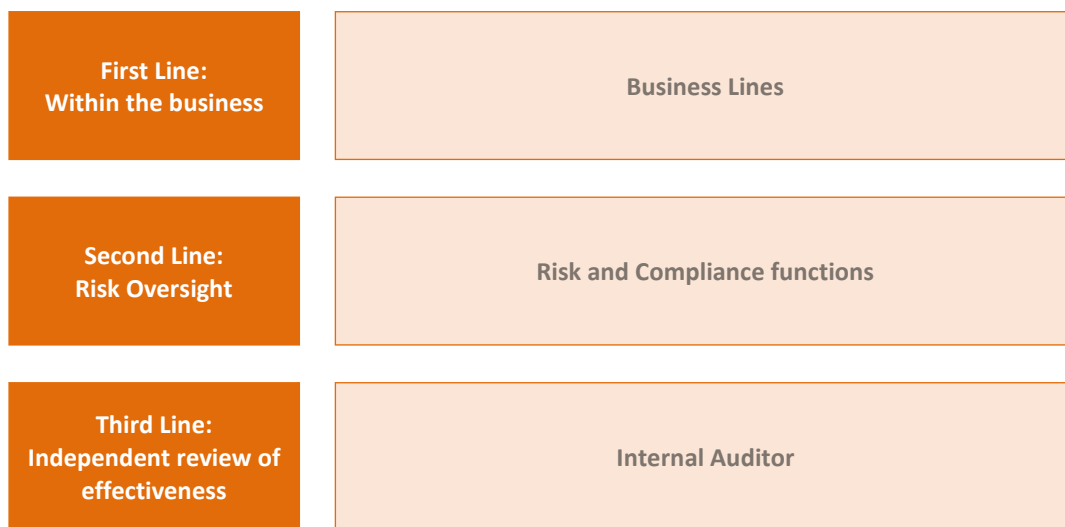 First Line:
Within the business
Business Lines
Second Line:
Risk Oversight
Risk and Compliance functions
Third Line:
Independent review of
effectiveness
Internal Auditor